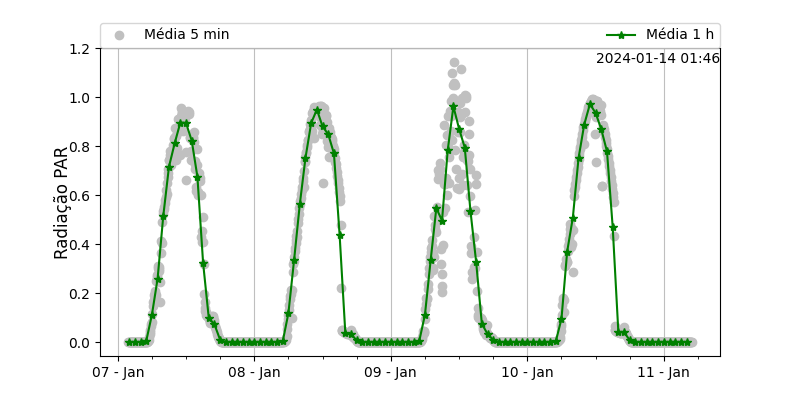 Média 5 min
Média 1 h
2024-01-14 01:46
Radiação PAR
1.2
1.0
0.8
0.6
0.4
0.2
0.0
07 - Jan
08 - Jan
09 - Jan
10 - Jan
11 - Jan